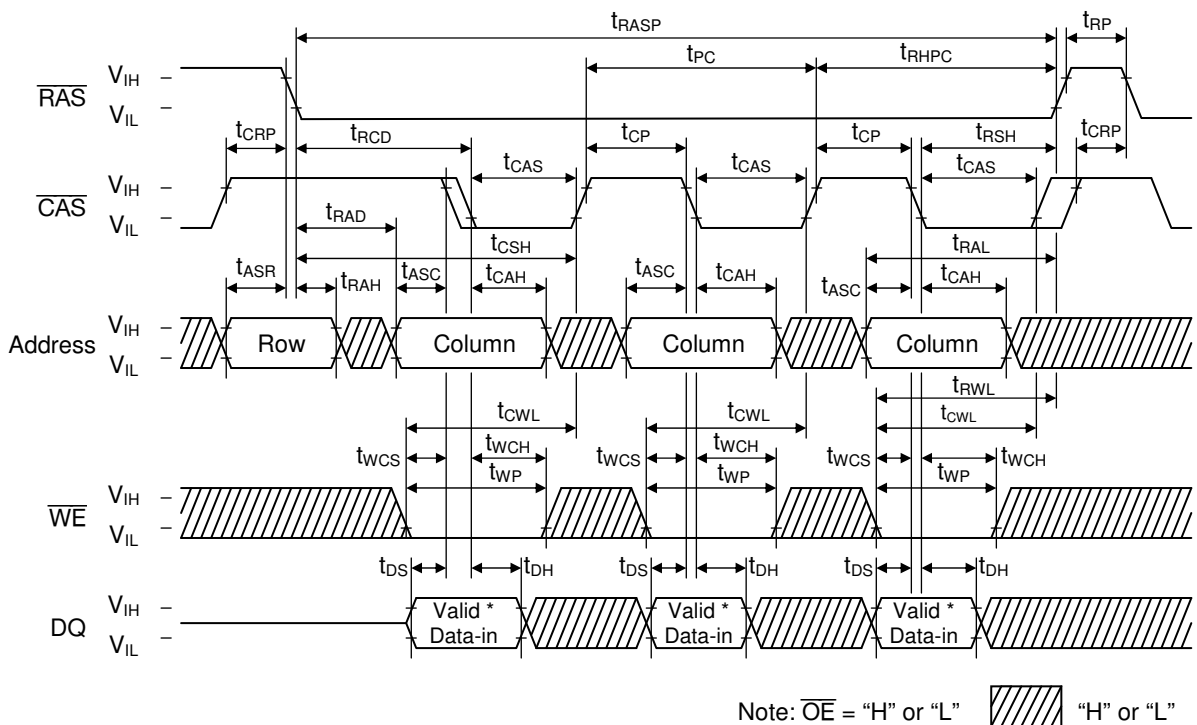 tRASP
tRP
tPC
tRHPC
VIH
RAS
VIL
tCRP
tRCD
tCP
tCP
tRSH
tCRP
tCAS
tCAS
tCAS
VIH
CAS
VIL
tRAD
tCSH
tRAL
tASR
tRAH
tASC
tCAH
tASC
tCAH
tASC
tCAH
VIH
Address
VIL
Row
Column
Column
Column
tRWL
tCWL
tCWL
tCWL
tWCS
tWCH
tWCS
tWCH
tWCS
tWCH
tWP
tWP
tWP
VIH
WE
VIL
tDS
tDH
tDS
tDH
tDS
tDH
VIH
DQ
VIL
Valid *
Data-in
Valid *
Data-in
Valid *
Data-in
Note: OE = “H” or “L”
“H” or “L”